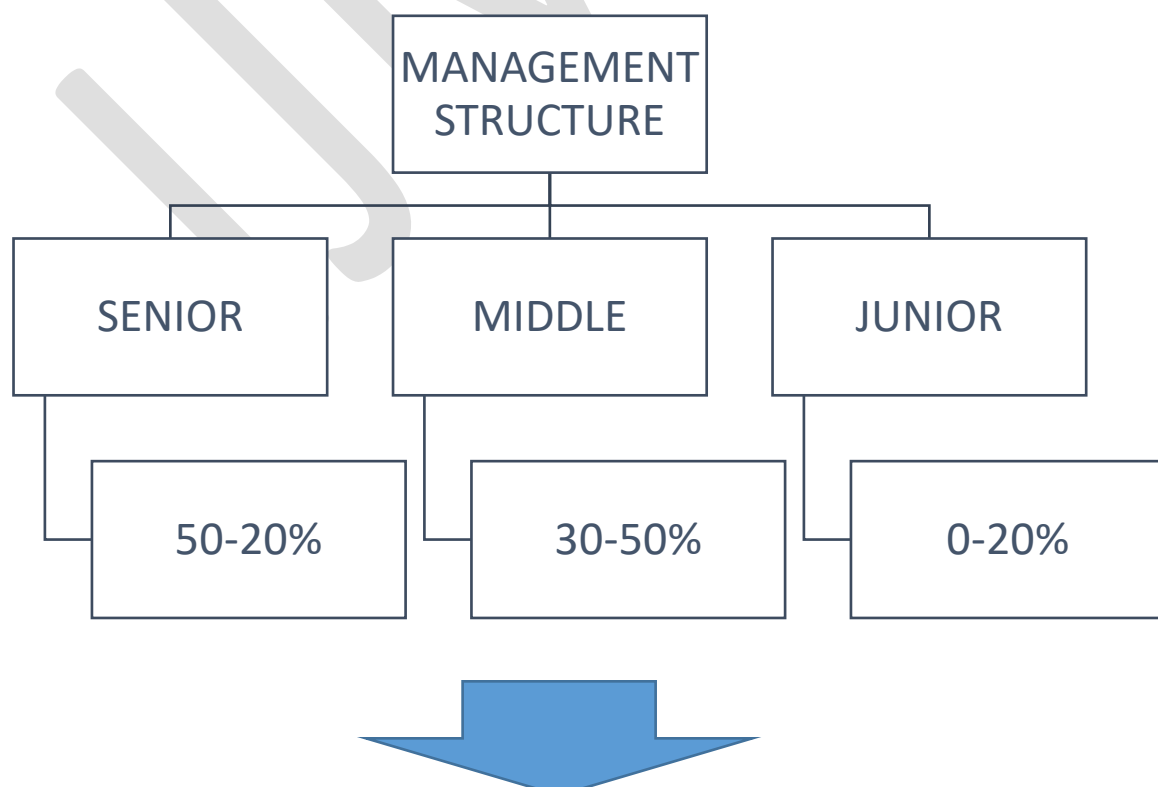 MANAGEMENT
STRUCTURE
SENIOR
MIDDLE
JUNIOR
50-20%
30-50%
0-20%